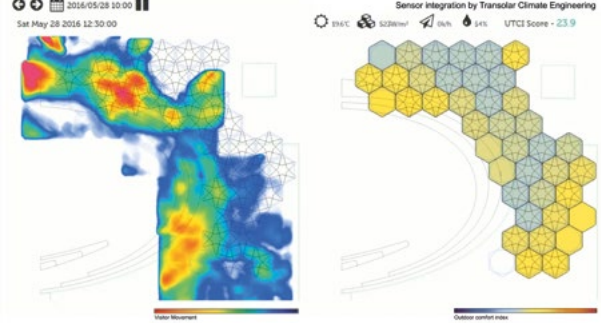 2016/05/28 10:00
Sat May 28 2016 12:30:00
Sensor integration by Transolar Climate Engineering
UTCI Score - 23.9
Visitor Movement
Outdoor comfort index